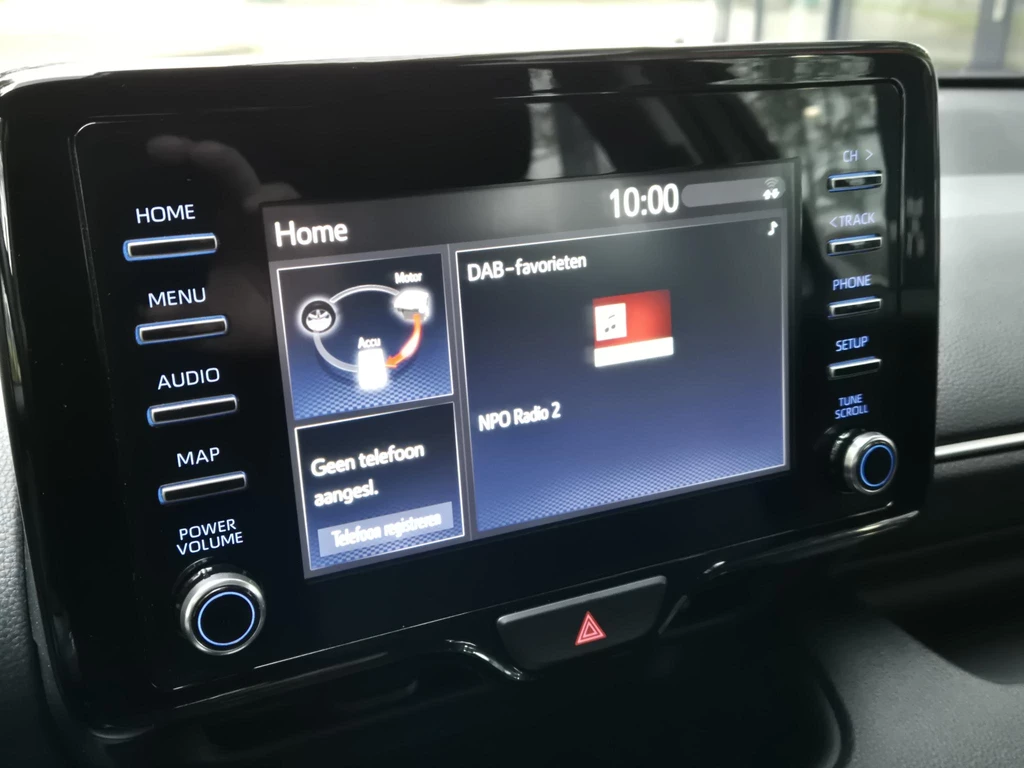 HOME
MENU
AUDIO
MAP
POWER
VOLUME
Home
10:00
Motor
Accu
Geen telefoon
aangesl.
Telefoon registreren
DAB-favorieten
NPO Radio 2
CH >
<TRACK
PHONE
SETUP
TUNE
SCROLL